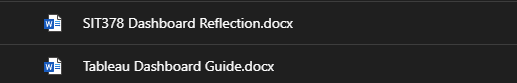 SIT378 Dashboard Reflection.docx
Tableau Dashboard Guide.docx